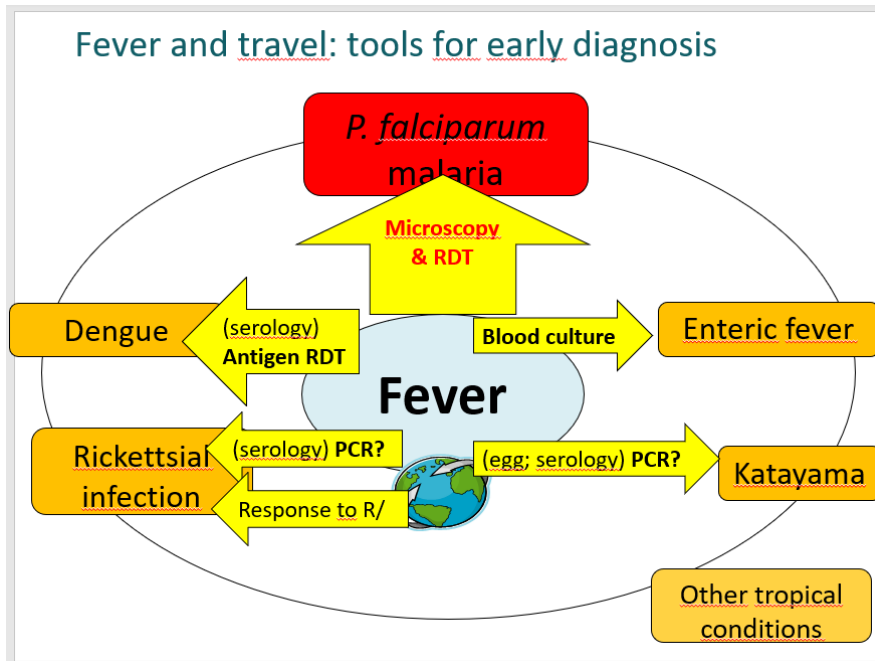 Fever and travel: tools for early diagnosis
P. falciparum
malaria
Microscopy
& RDT
Dengue
(serology)
Antigen RDT
Blood culture
Enteric fever
Fever
Rickettsial
infection
(serology) PCR?
(egg; serology) PCR?
Katayama
Response to R/
Other tropical
conditions